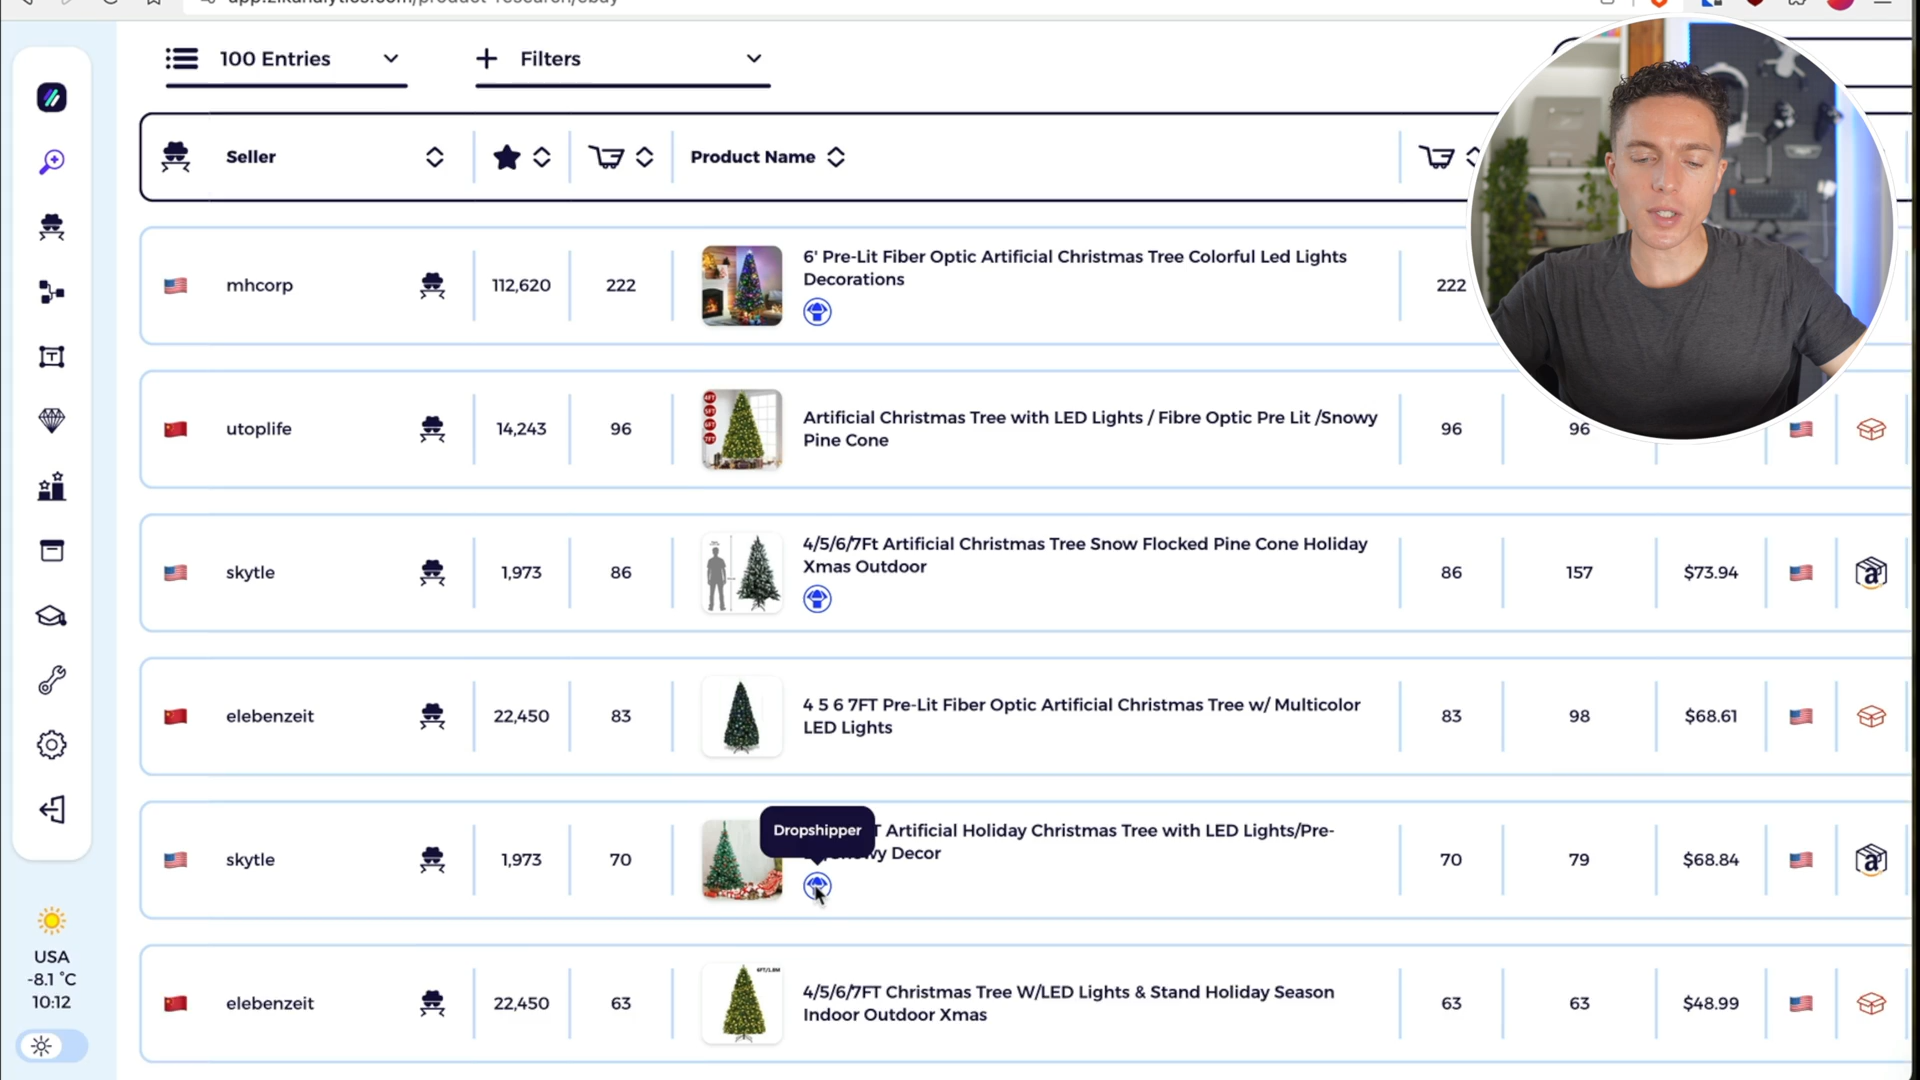 app.zikanalytics.com/product-research/ebay
100 Entries
Filters
Seller
Product Name
mhcorp
112,620
222
6' Pre-Lit Fiber Optic Artificial Christmas Tree Colorful Led Lights
Decorations
222
utoplife
14,243
96
Artificial Christmas Tree with LED Lights / Fibre Optic Pre Lit /Snowy
Pine Cone
96
96
skytle
1,973
86
4/5/6/7Ft Artificial Christmas Tree Snow Flocked Pine Cone Holiday
Xmas Outdoor
86
157
$73.94
elebenzeit
22,450
83
4 5 6 7FT Pre-Lit Fiber Optic Artificial Christmas Tree w/ Multicolor
LED Lights
83
98
$68.61
skytle
1,973
70
Dropshipper
T Artificial Holiday Christmas Tree with LED Lights/Pre-
Decor
70
79
$68.84
elebenzeit
22,450
63
4/5/6/7FT Christmas Tree W/LED Lights & Stand Holiday Season
Indoor Outdoor Xmas
63
63
$48.99
USA
-8.1 °C
10:12